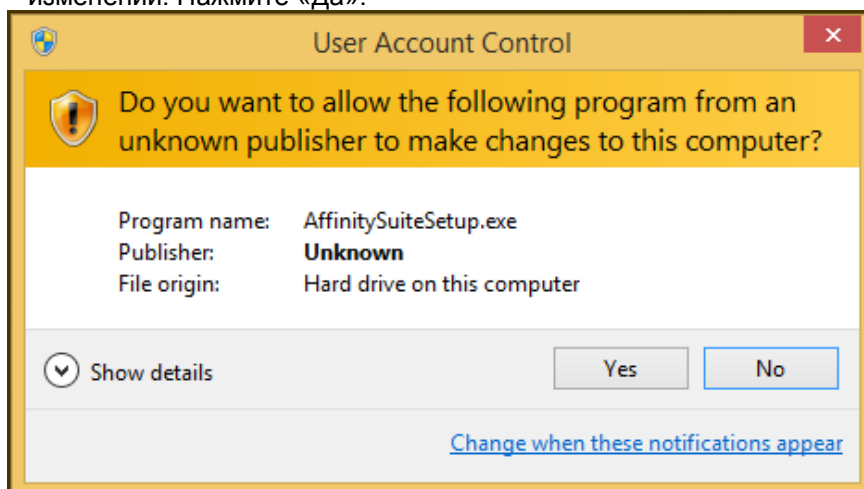 изменений. Нажмите «Да».
User Account Control
Do you want to allow the following program from an
unknown publisher to make changes to this computer?
Program name: AffinitySuiteSetup.exe
Publisher: Unknown
File origin: Hard drive on this computer
Show details
Yes
No
Change when these notifications appear